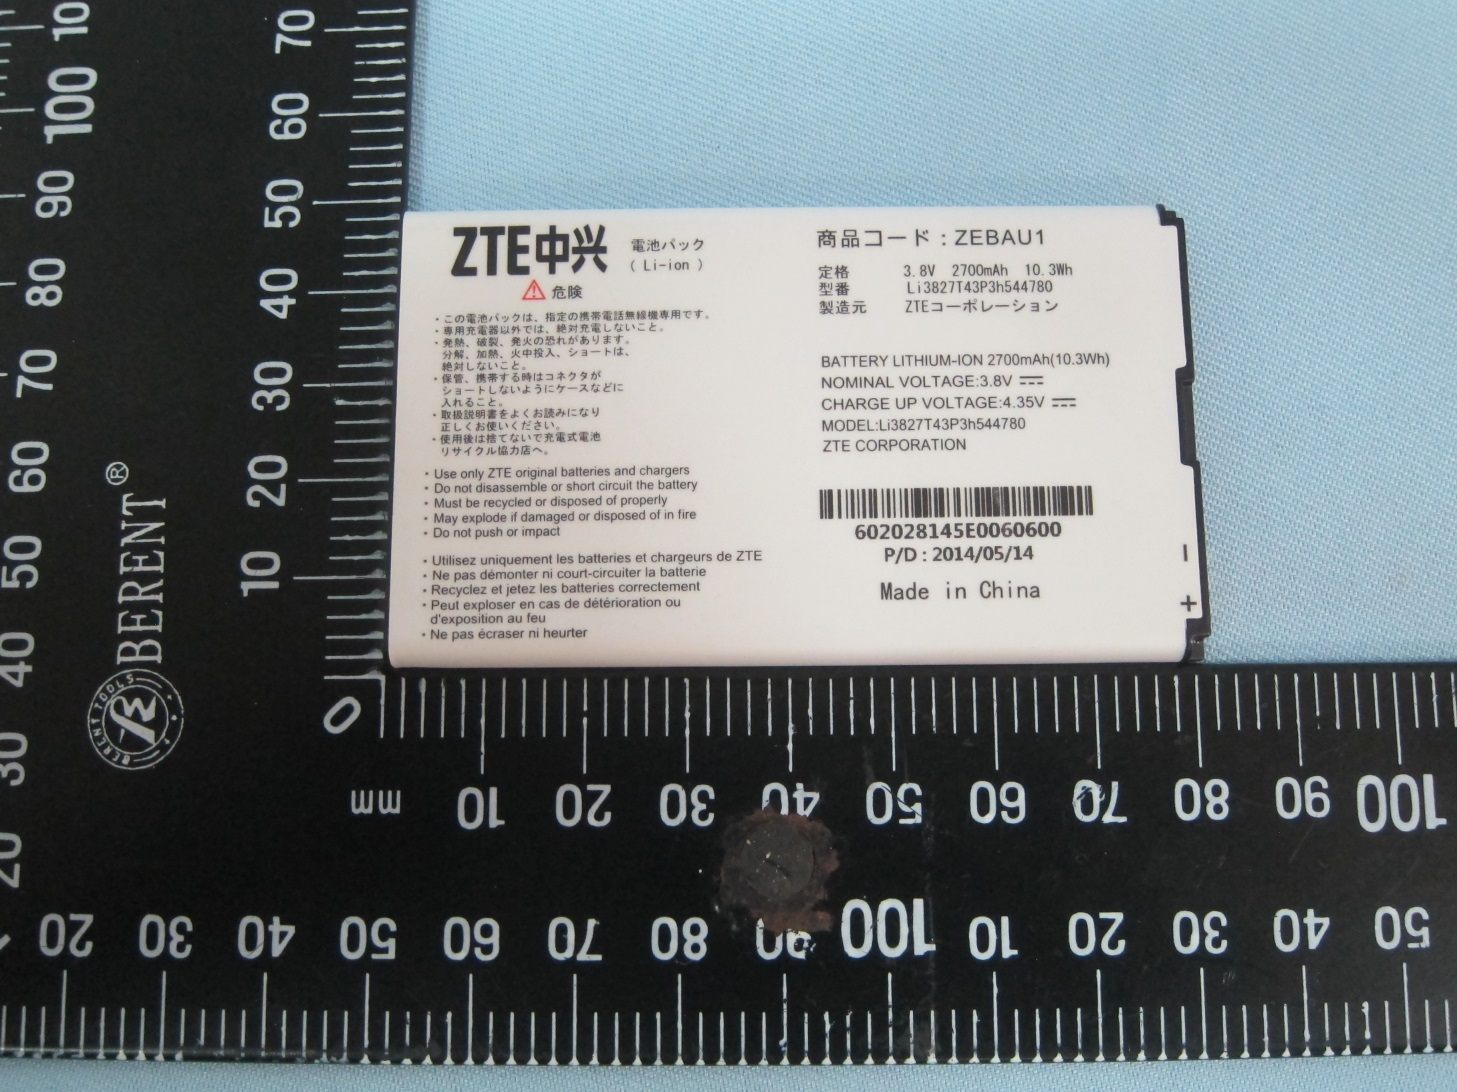 ZTE中兴
電池パック
( Li-ion )
危険
・この電池パックは、指定の携帯電話無線機専用です。
・専用充電器以外では、絶対充電しないこと。
・発熱、破裂、発火の恐れがあります。
分解、加熱、火中投入、ショートは、
絶対しないこと。
・保管、携帯する時はコネクタが
ショートしないようにケースなどに
入れること。
・取扱説明書をよくお読みになり
正しくお使いください。
・使用後は捨てないで充電式電池
リサイクル協力店へ。
・Use only ZTE original batteries and chargers
・Do not disassemble or short circuit the battery
・Must be recycled or disposed of properly
・May explode if damaged or disposed of in fire
・Do not push or impact
・Utilisez uniquement les batteries et chargeurs de ZTE
・Ne pas démonter ni court-circuiter la batterie
・Recyclez et jetez les batteries correctement
・Peut exploser en cas de détérioration ou
d'exposition au feu
・Ne pas écraser ni heurter
商品コード : ZEBAU1
定格 3.8V 2700mAh 10.3Wh
型番 Li3827T43P3h544780
製造元 ZTEコーポレーション
BATTERY LITHIUM-ION 2700mAh(10.3Wh)
NOMINAL VOLTAGE:3.8V
CHARGE UP VOLTAGE:4.35V
MODEL:Li3827T43P3h544780
ZTE CORPORATION
602028145E0060600
P/D : 2014/05/14
Made in China
－
+
70
60
50
40
30
20
10
0
10
100
90
80
70
60
50
40
30
20
BERENT®
BERENT TOOLS
mm 10 20 30 40 50 60 70 80 90 100
20 30 40 50 60 70 80 90 100 10 20 30 40 50